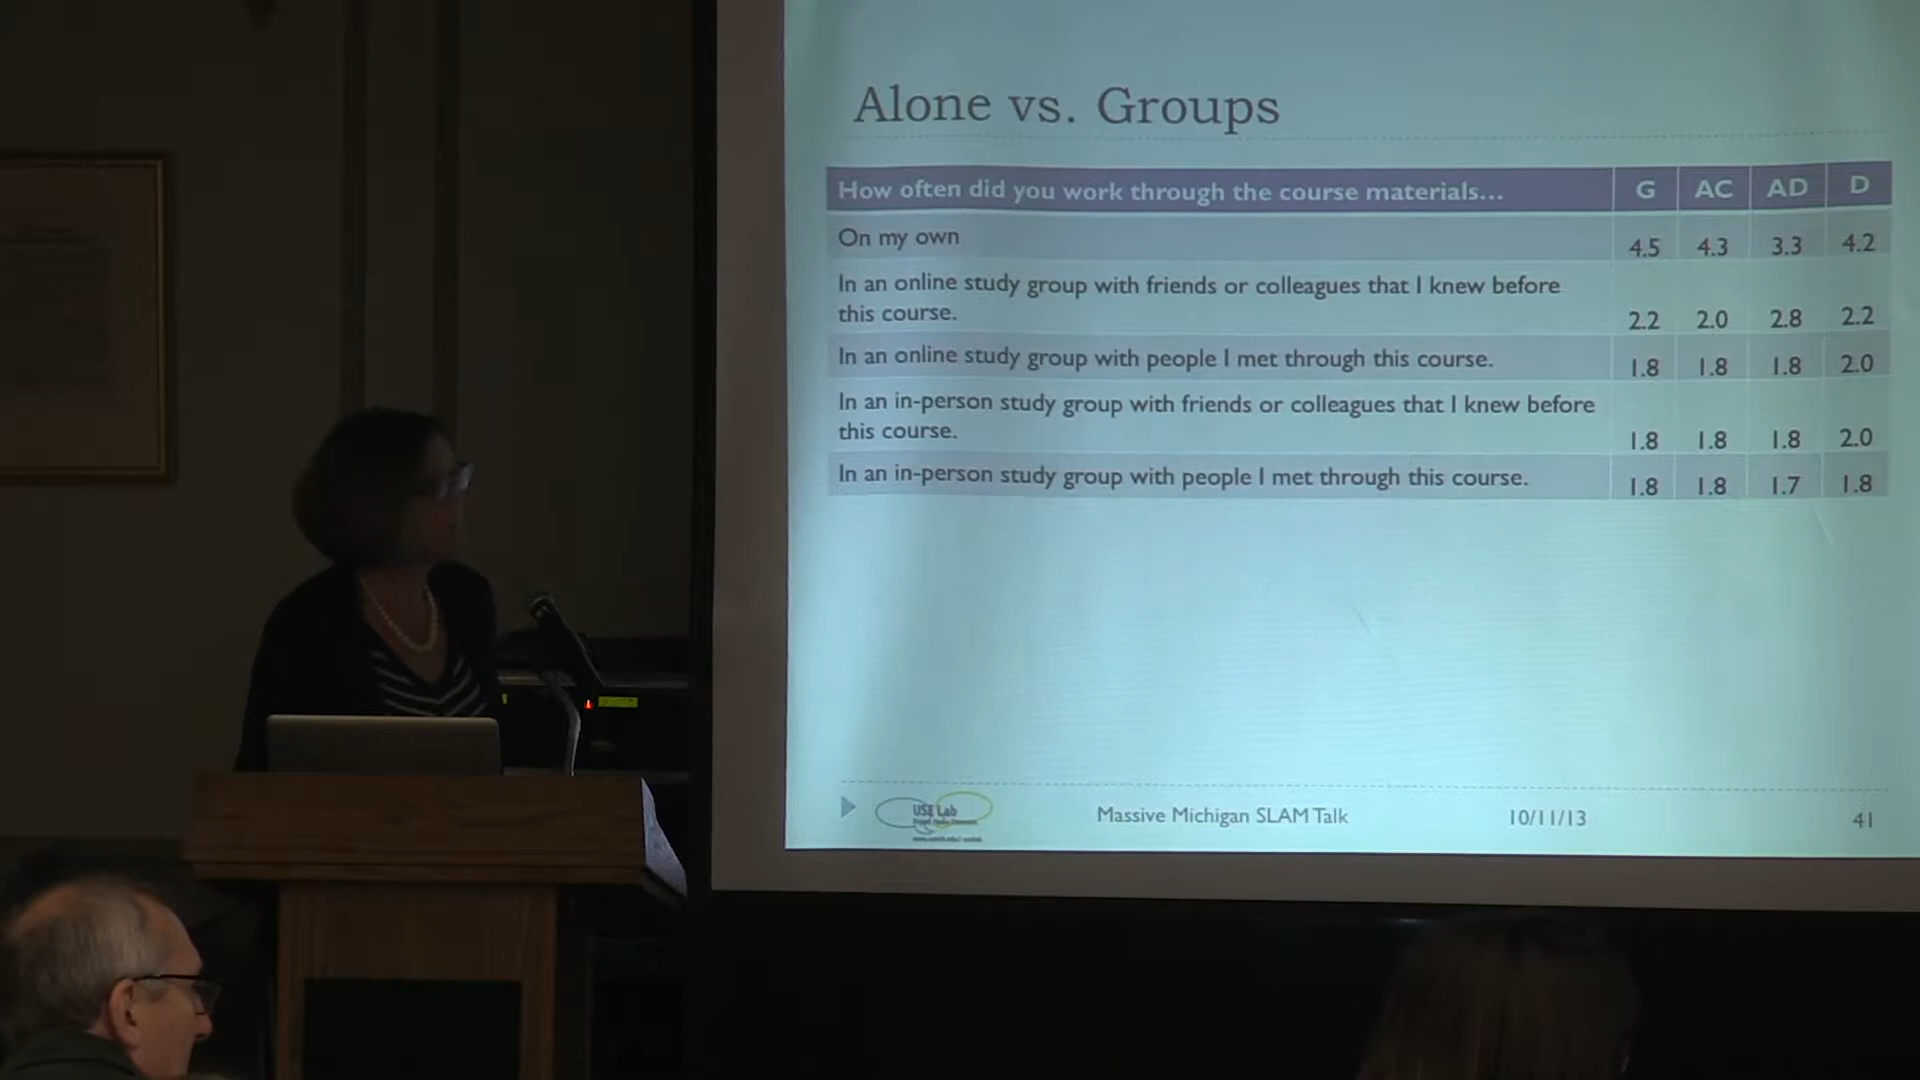 Alone vs. Groups
How often did you work through the course materials... G AC AD D
On my own 4.5 4.3 3.3 4.2
In an online study group with friends or colleagues that I knew before
this course. 2.2 2.0 2.8 2.2
In an online study group with people I met through this course. 1.8 1.8 1.8 2.0
In an in-person study group with friends or colleagues that I knew before
this course. 1.8 1.8 1.8 2.0
In an in-person study group with people I met through this course. 1.8 1.8 1.7 1.8
USE Lab
Massive Michigan SLAM Talk 10/11/13 41